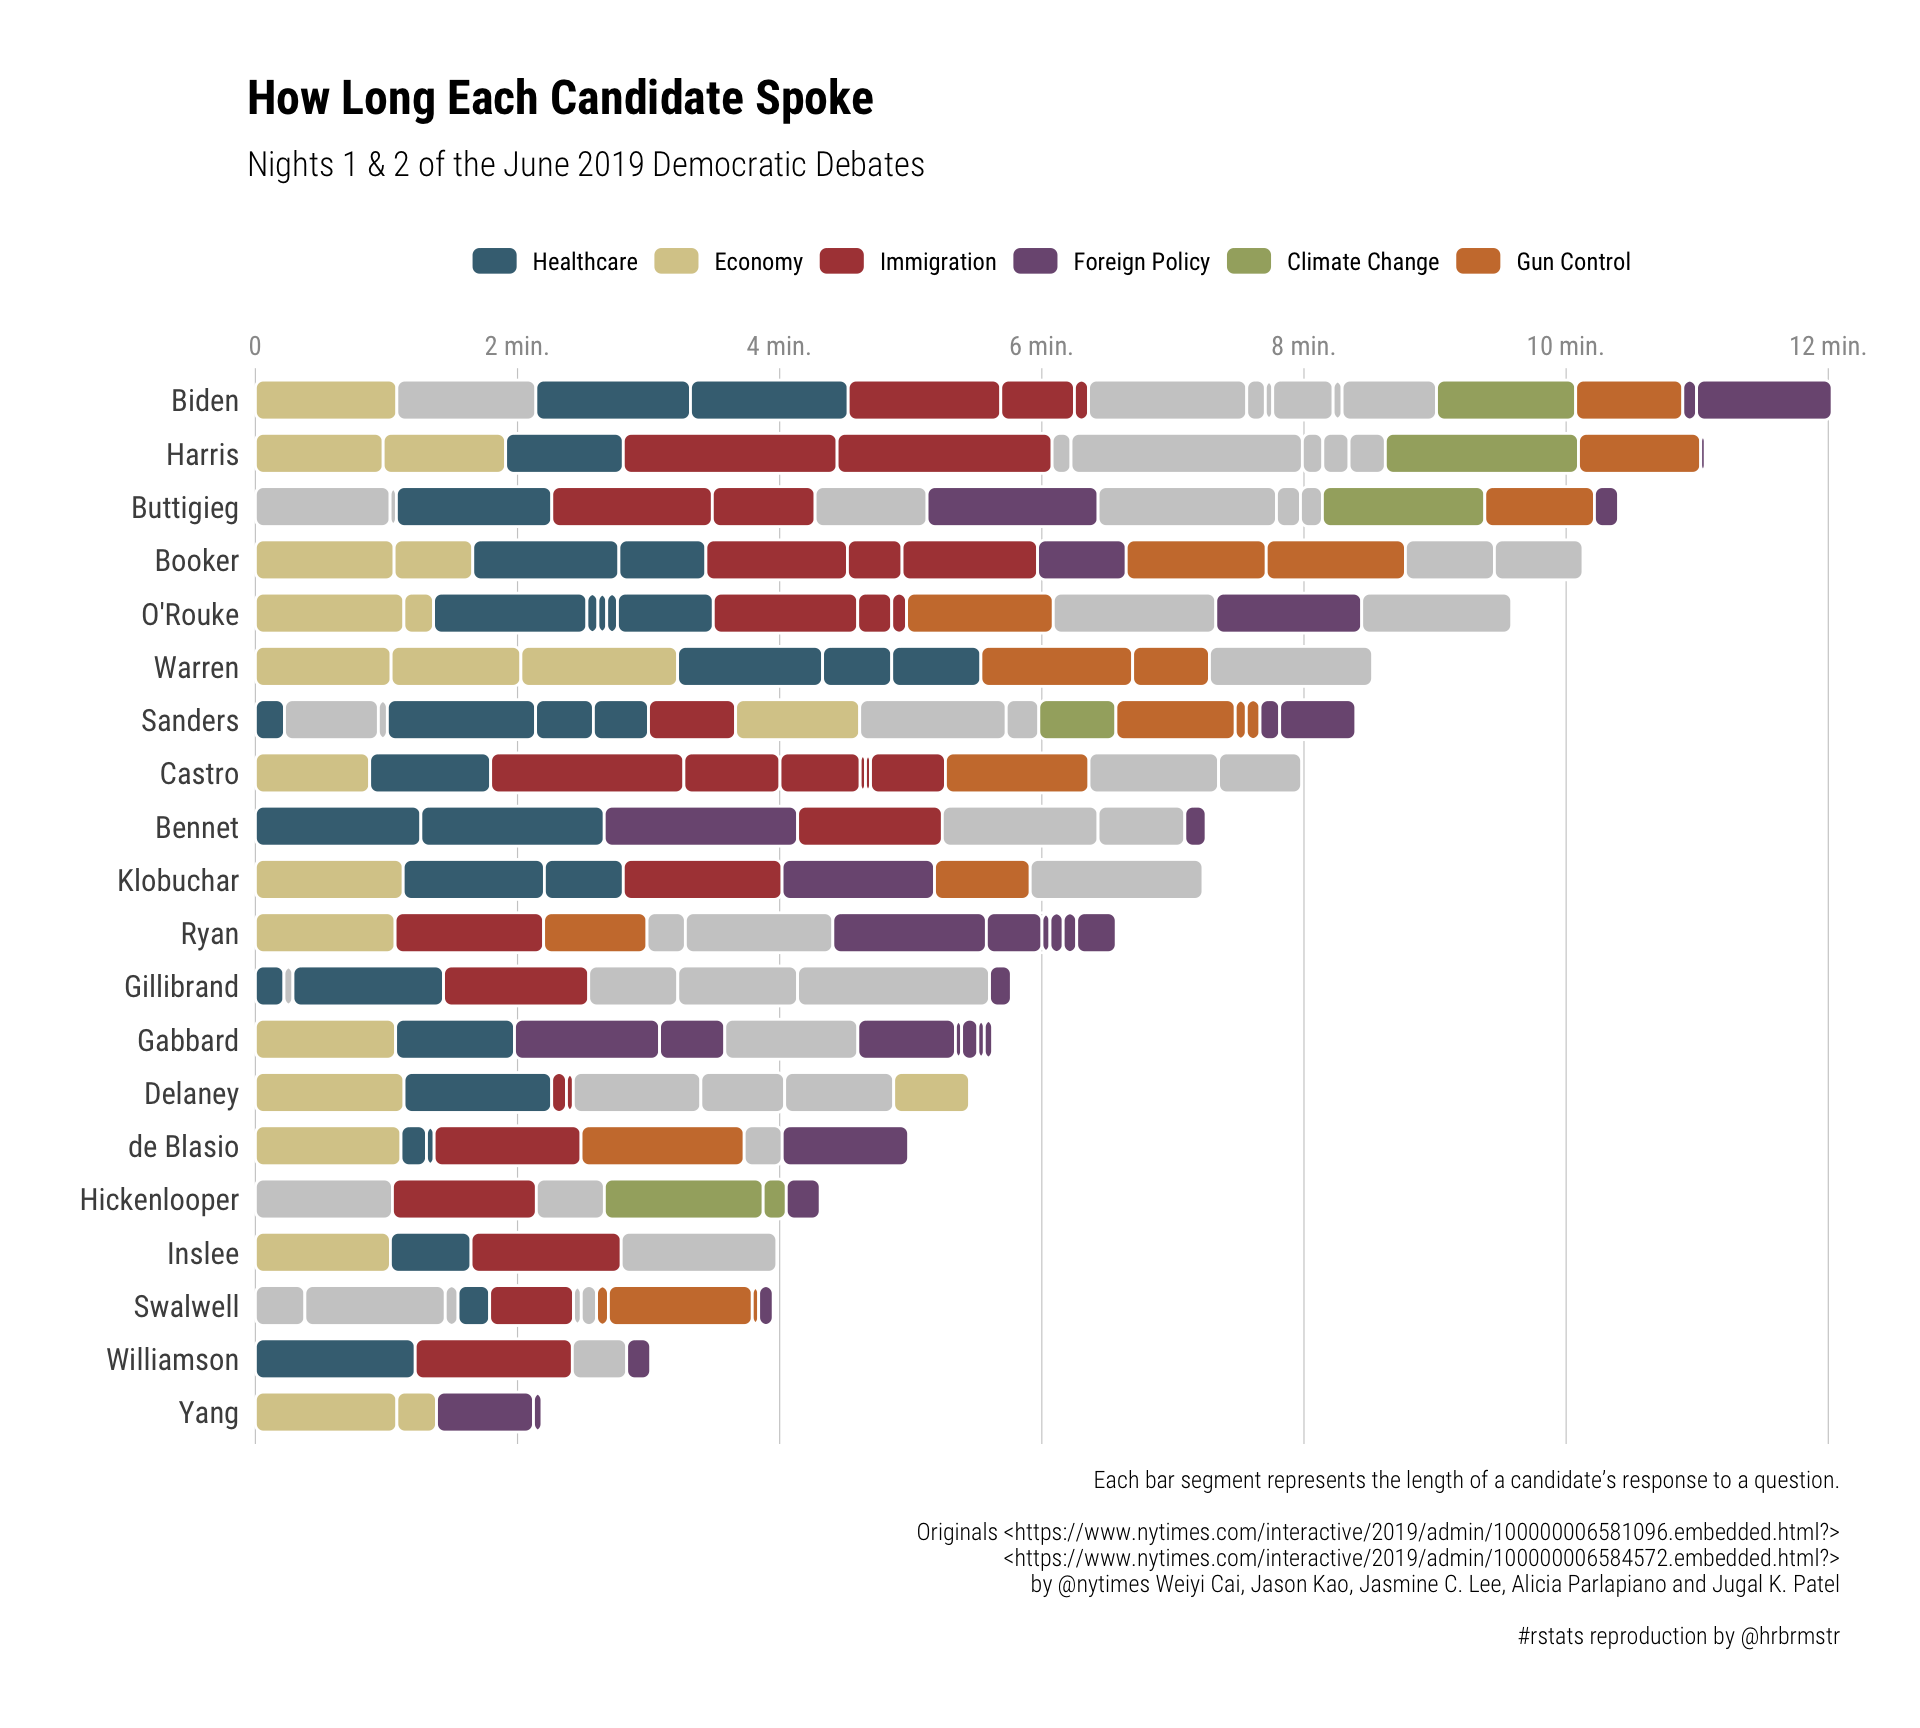 How Long Each Candidate Spoke
Nights 1 & 2 of the June 2019 Democratic Debates
Healthcare Economy Immigration Foreign Policy Climate Change Gun Control
0 2 min. 4 min. 6 min. 8 min. 10 min. 12 min.
Biden
Harris
Buttigieg
Booker
O'Rouke
Warren
Sanders
Castro
Bennet
Klobuchar
Ryan
Gillibrand
Gabbard
Delaney
de Blasio
Hickenlooper
Inslee
Swalwell
Williamson
Yang
Each bar segment represents the length of a candidate’s response to a question.
Originals <https://www.nytimes.com/interactive/2019/admin/100000006581096.embedded.html?>
<https://www.nytimes.com/interactive/2019/admin/100000006584572.embedded.html?>
by @nytimes Weiyi Cai, Jason Kao, Jasmine C. Lee, Alicia Parlapiano and Jugal K. Patel
#rstats reproduction by @hrbrmstr